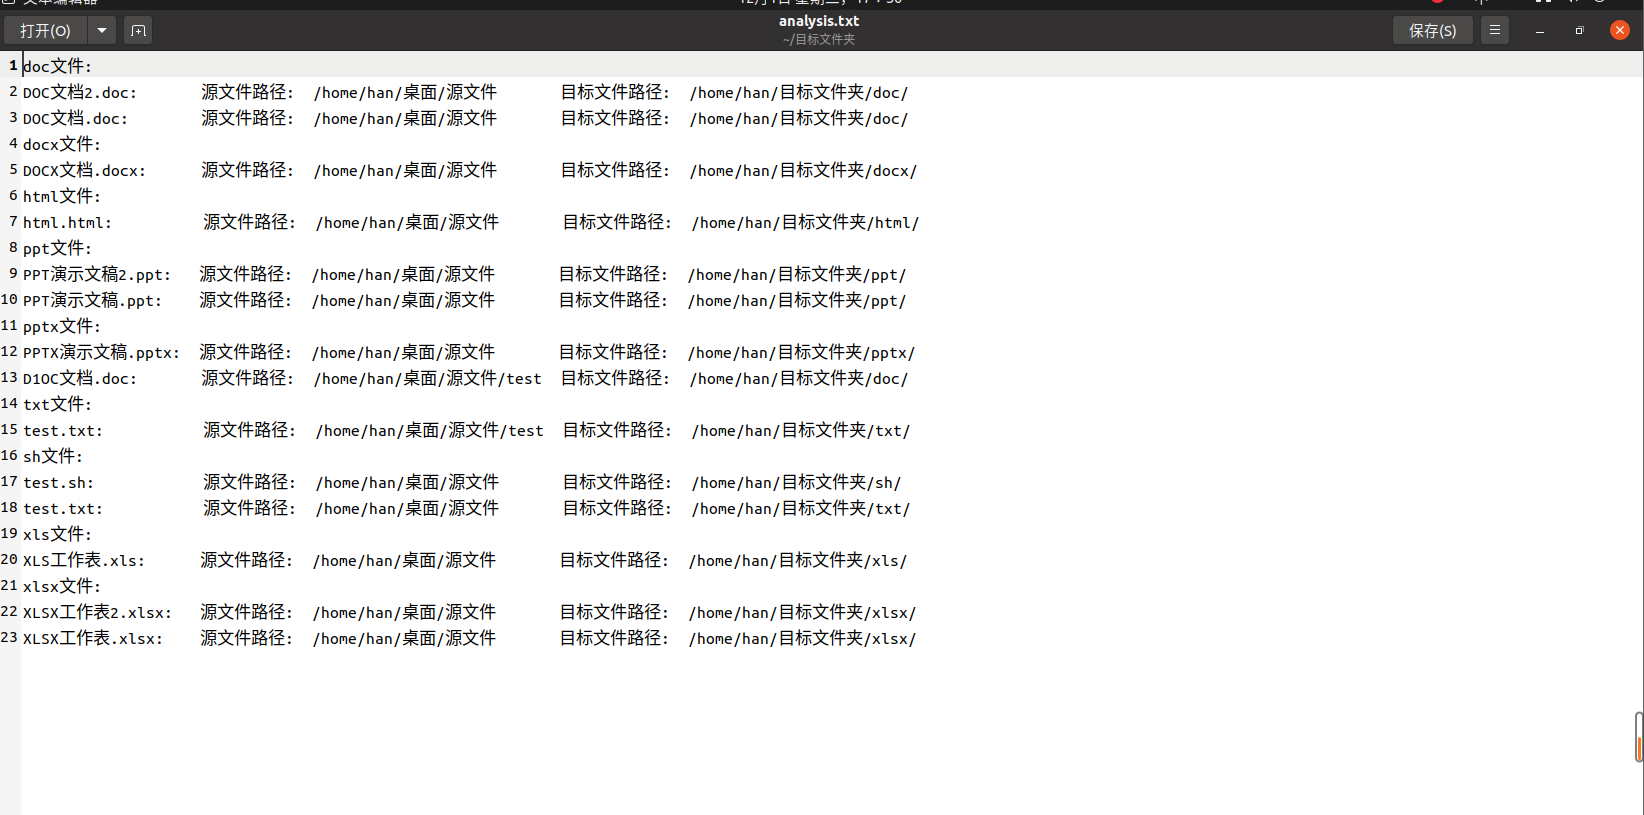 打开(O)
analysis.txt
~/目标文件夹
保存(S)
1 doc文件:
2 DOC文档2.doc: 源文件路径: /home/han/桌面/源文件 目标文件路径: /home/han/目标文件夹/doc/
3 DOC文档.doc: 源文件路径: /home/han/桌面/源文件 目标文件路径: /home/han/目标文件夹/doc/
4 docx文件:
5 DOCX文档.docx: 源文件路径: /home/han/桌面/源文件 目标文件路径: /home/han/目标文件夹/docx/
6 html文件:
7 html.html: 源文件路径: /home/han/桌面/源文件 目标文件路径: /home/han/目标文件夹/html/
8 ppt文件:
9 PPT演示文稿2.ppt: 源文件路径: /home/han/桌面/源文件 目标文件路径: /home/han/目标文件夹/ppt/
10 PPT演示文稿.ppt: 源文件路径: /home/han/桌面/源文件 目标文件路径: /home/han/目标文件夹/ppt/
11 pptx文件:
12 PPTX演示文稿.pptx: 源文件路径: /home/han/桌面/源文件 目标文件路径: /home/han/目标文件夹/pptx/
13 D1OC文档.doc: 源文件路径: /home/han/桌面/源文件/test 目标文件路径: /home/han/目标文件夹/doc/
14 txt文件:
15 test.txt: 源文件路径: /home/han/桌面/源文件/test 目标文件路径: /home/han/目标文件夹/txt/
16 sh文件:
17 test.sh: 源文件路径: /home/han/桌面/源文件 目标文件路径: /home/han/目标文件夹/sh/
18 test.txt: 源文件路径: /home/han/桌面/源文件 目标文件路径: /home/han/目标文件夹/txt/
19 xls文件:
20 XLS工作表.xls: 源文件路径: /home/han/桌面/源文件 目标文件路径: /home/han/目标文件夹/xls/
21 xlsx文件:
22 XLSX工作表2.xlsx: 源文件路径: /home/han/桌面/源文件 目标文件路径: /home/han/目标文件夹/xlsx/
23 XLSX工作表.xlsx: 源文件路径: /home/han/桌面/源文件 目标文件路径: /home/han/目标文件夹/xlsx/